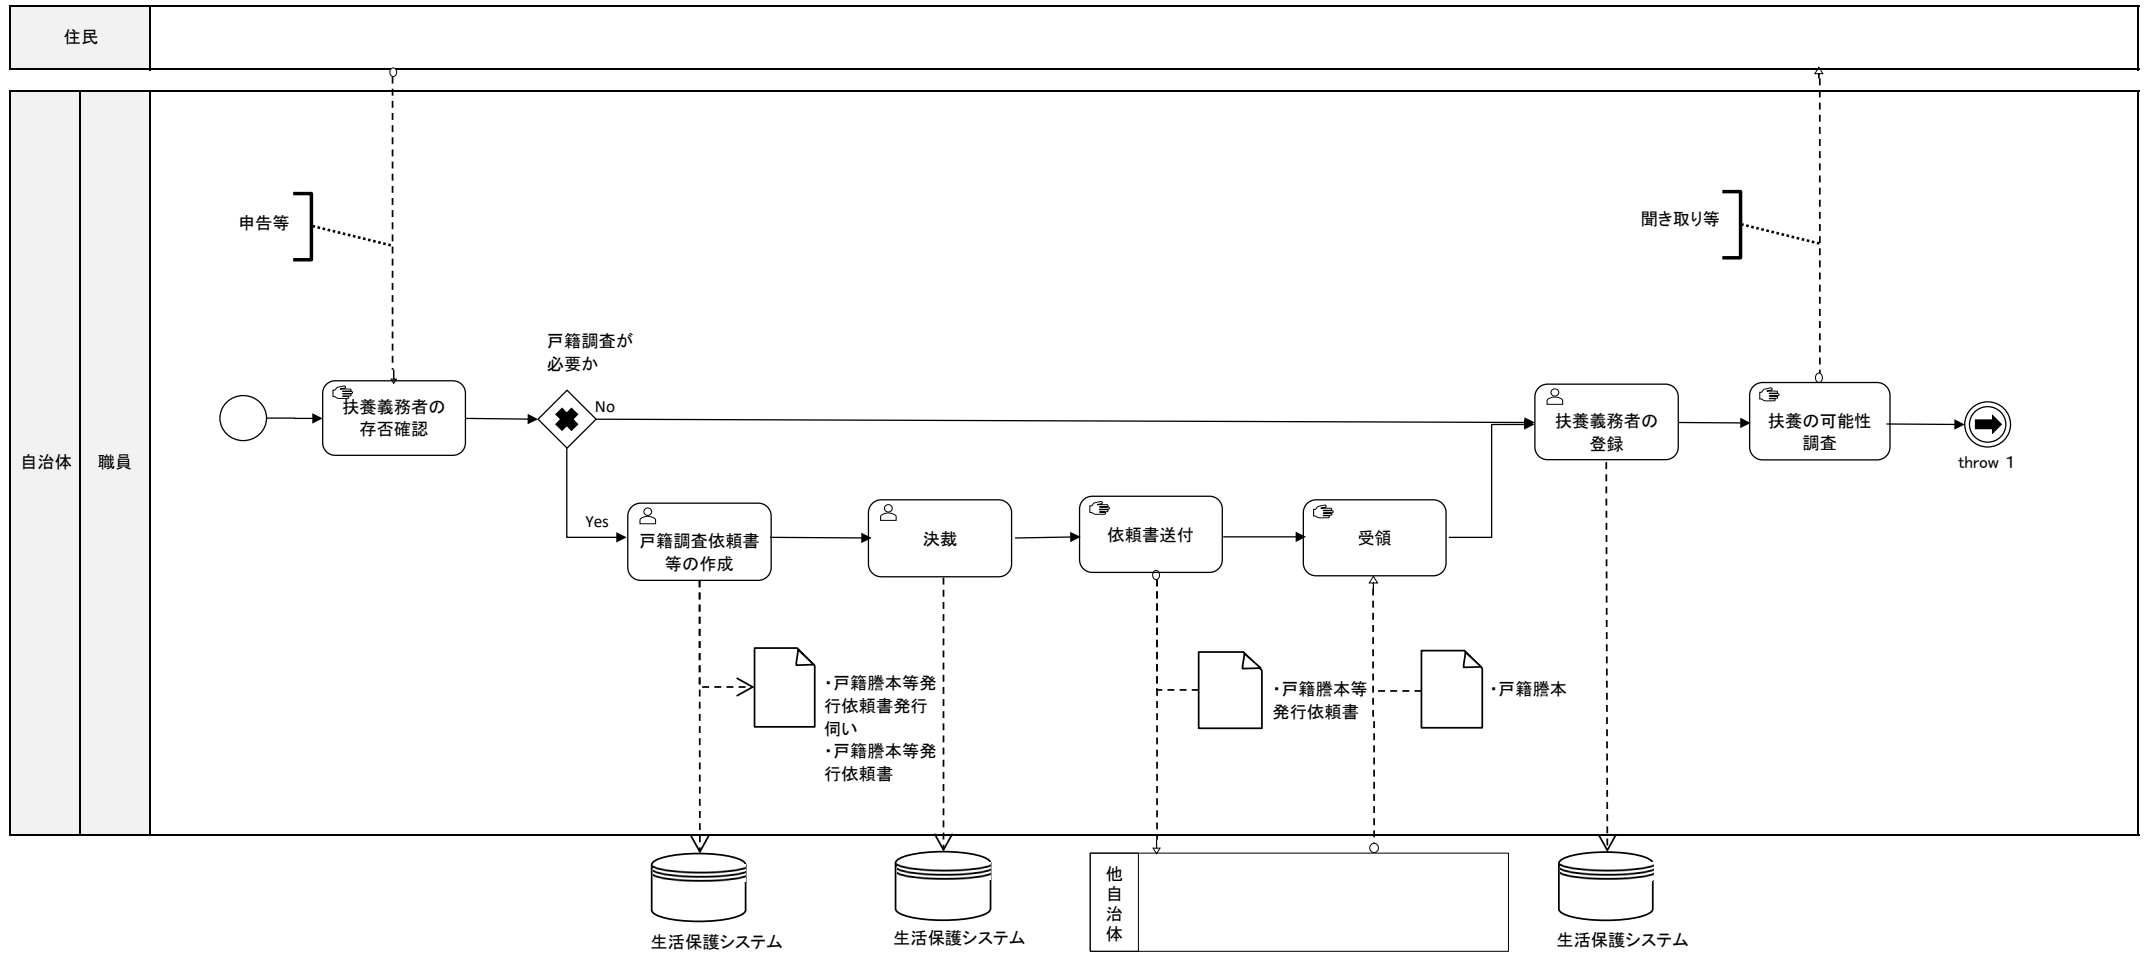 住民
自治体
職員
申告等
聞き取り等
戸籍調査が
必要か
扶養義務者の
存否確認
No
Yes
扶養義務者の
登録
扶養の可能性
調査
throw 1
戸籍調査依頼書
等の作成
決裁
依頼書送付
受領
・戸籍謄本等発
行依頼書発行
伺い
・戸籍謄本等発
行依頼書
・戸籍謄本等
発行依頼書
・戸籍謄本
生活保護システム
生活保護システム
他
自
治
体
生活保護システム